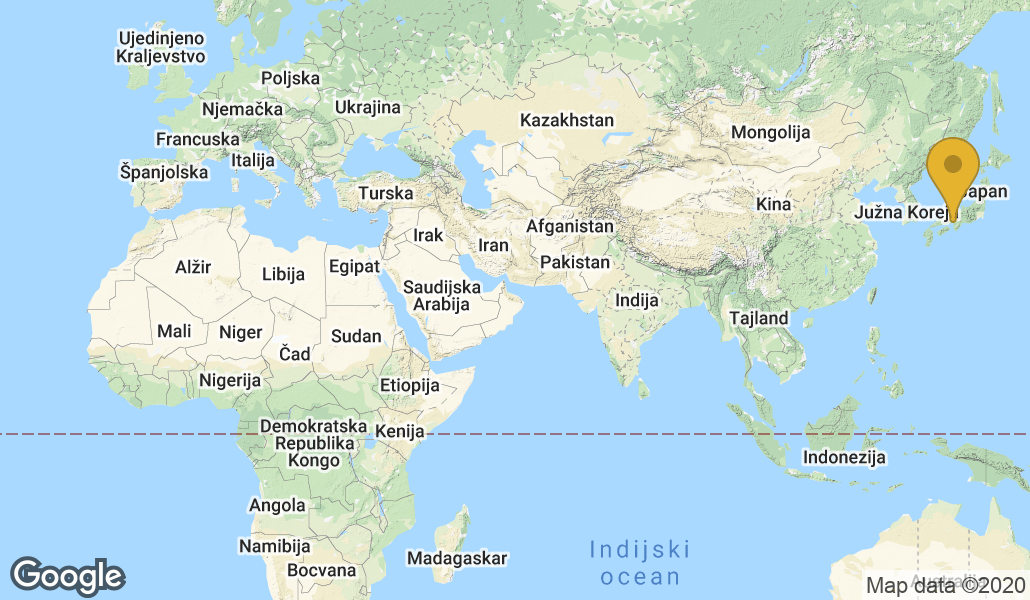 Ujedinjeno
Kraljevstvo
Poljska
Njemačka
Ukrajina
Kazakhstan
Mongolija
Francuska
Italija
Španjolska
Turska
Japan
Kina
Južna Koreja
Irak
Iran
Afganistan
Pakistan
Alžir
Libija
Egipat
Saudijska
Arabija
Indija
Tajland
Mali
Niger
Sudan
Čad
Nigerija
Etiopija
Demokratska
Republika
Kongo
Kenija
Indonezija
Angola
Namibija
Madagaskar
Bocvana
Indijski
ocean
Australija
Google
Map data ©2020